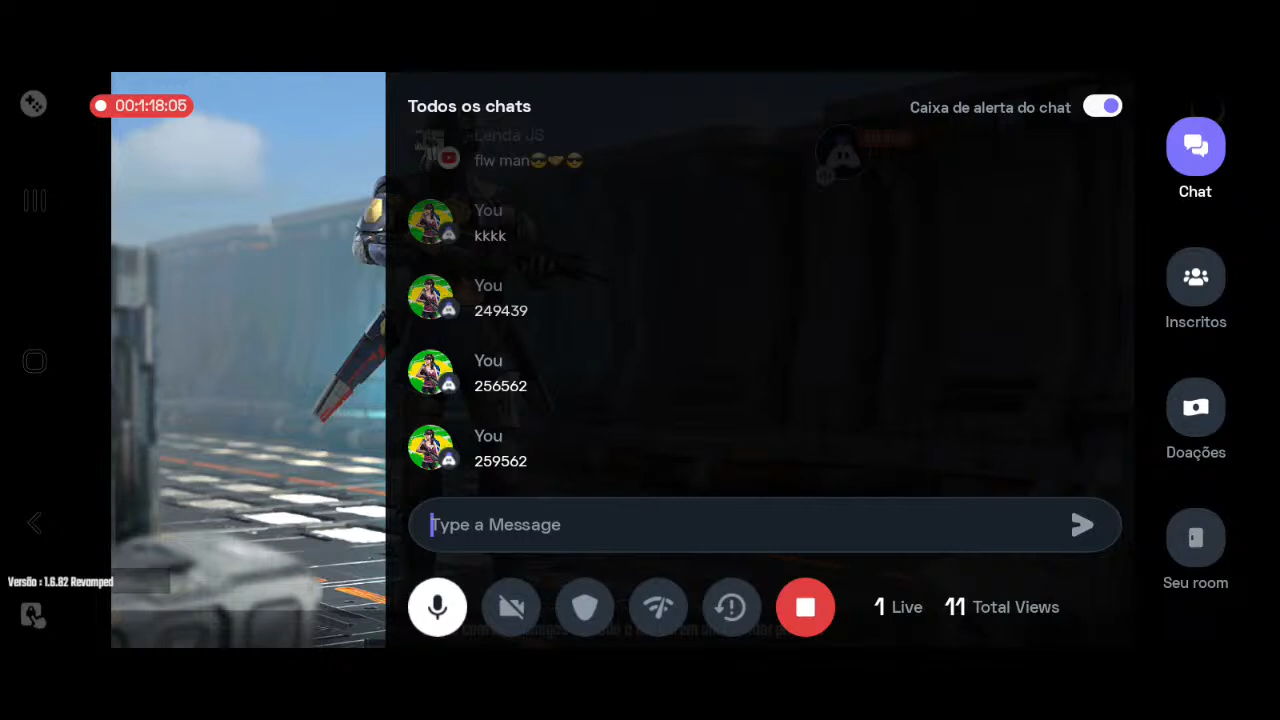 00:1:18:05
Todos os chats
Caixa de alerta do chat
Lenda JS
flw man😎🤝😎
You
kkkk
You
249439
You
256562
You
259562
Type a Message
1 Live
11 Total Views
Chat
Inscritos
Doações
Seu room
Versão : 1.6.82 Revamped